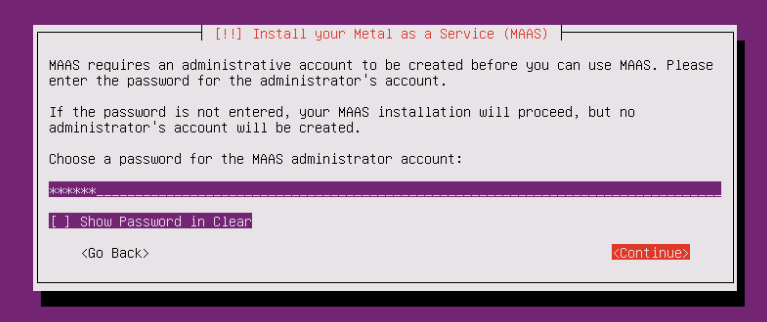 [!!] Install your Metal as a Service (MAAS)
MAAS requires an administrative account to be created before you can use MAAS. Please
enter the password for the administrator's account.
If the password is not entered, your MAAS installation will proceed, but no
administrator's account will be created.
Choose a password for the MAAS administrator account:
******
[ ] Show Password in Clear
<Go Back> <Continue>